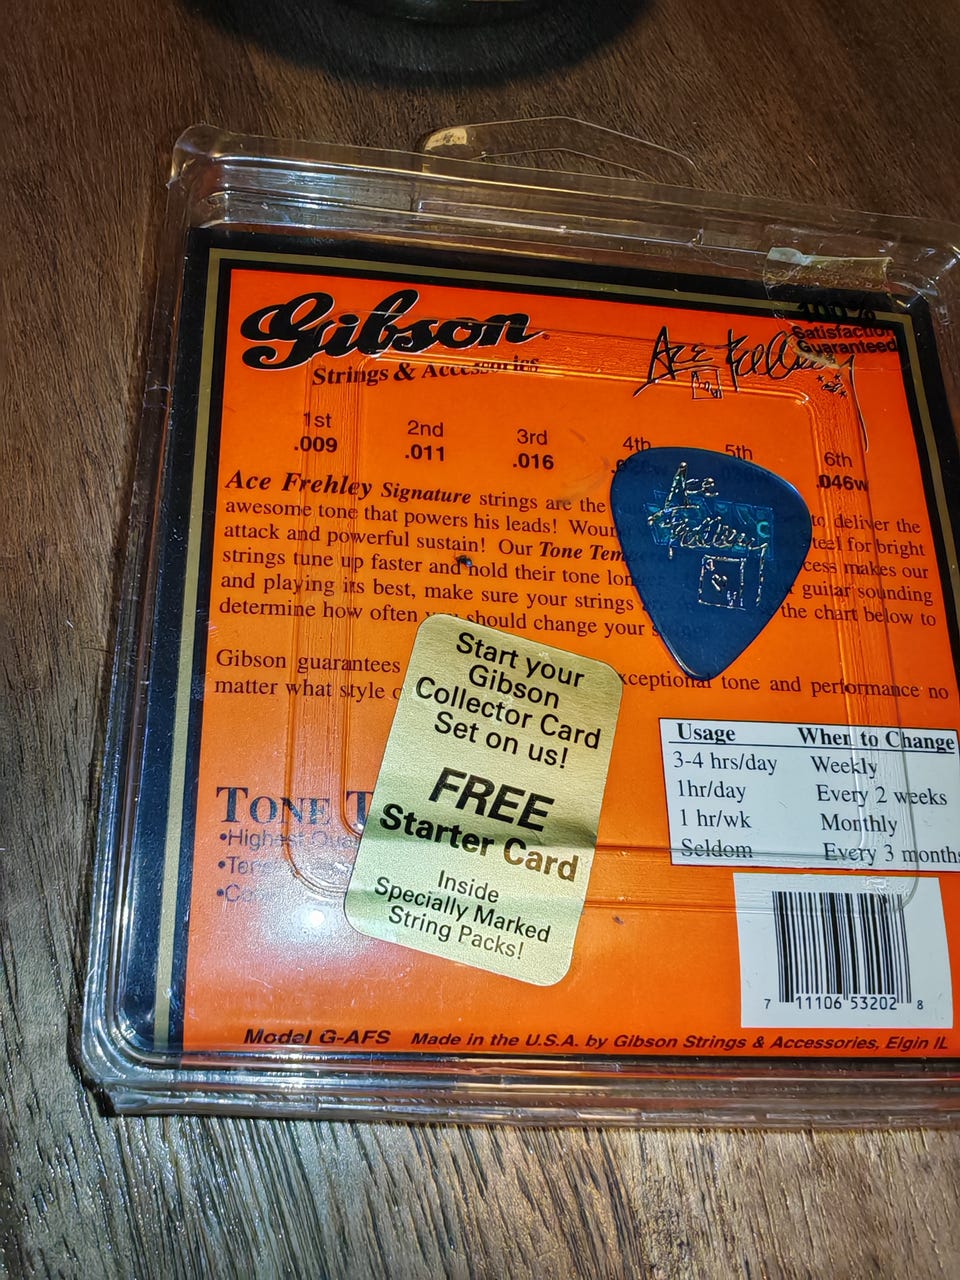 Gibson
Strings & Accessories
Ace Frehley
100%
Satisfaction
Guaranteed
1st 2nd 3rd 4th 5th 6th
.009 .011 .016 .046w
Ace Frehley Signature strings are the to deliver the
awesome tone that powers his leads! Steel for bright
attack and powerful sustain! Our Tone makes our
strings tune up faster and hold their tone guitar sounding
and playing its best, make sure your strings the chart below to
determine how often you should change your
Gibson guarantees exceptional tone and performance no
matter what style
Ace
Frehley
Start your
Gibson
Collector Card
Set on us!
FREE
Starter Card
Inside
Specially Marked
String Packs!
Usage When to Change
3-4 hrs/day Weekly
1hr/day Every 2 weeks
1 hr/wk Monthly
Seldom Every 3 months
TONE
•Highest
7 11106 53202 8
Model G-AFS Made in the U.S.A. by Gibson Strings & Accessories, Elgin IL